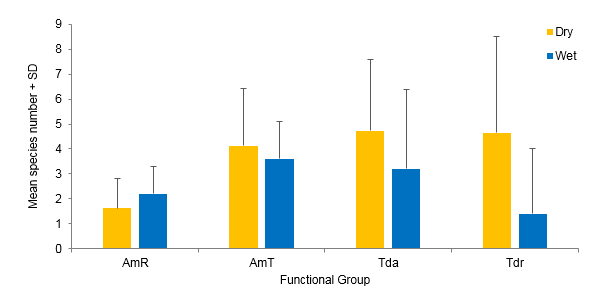 9
8
7
6
5
4
3
2
1
0
Mean species number + SD
Dry
Wet
AmR AmT Tda Tdr
Functional Group